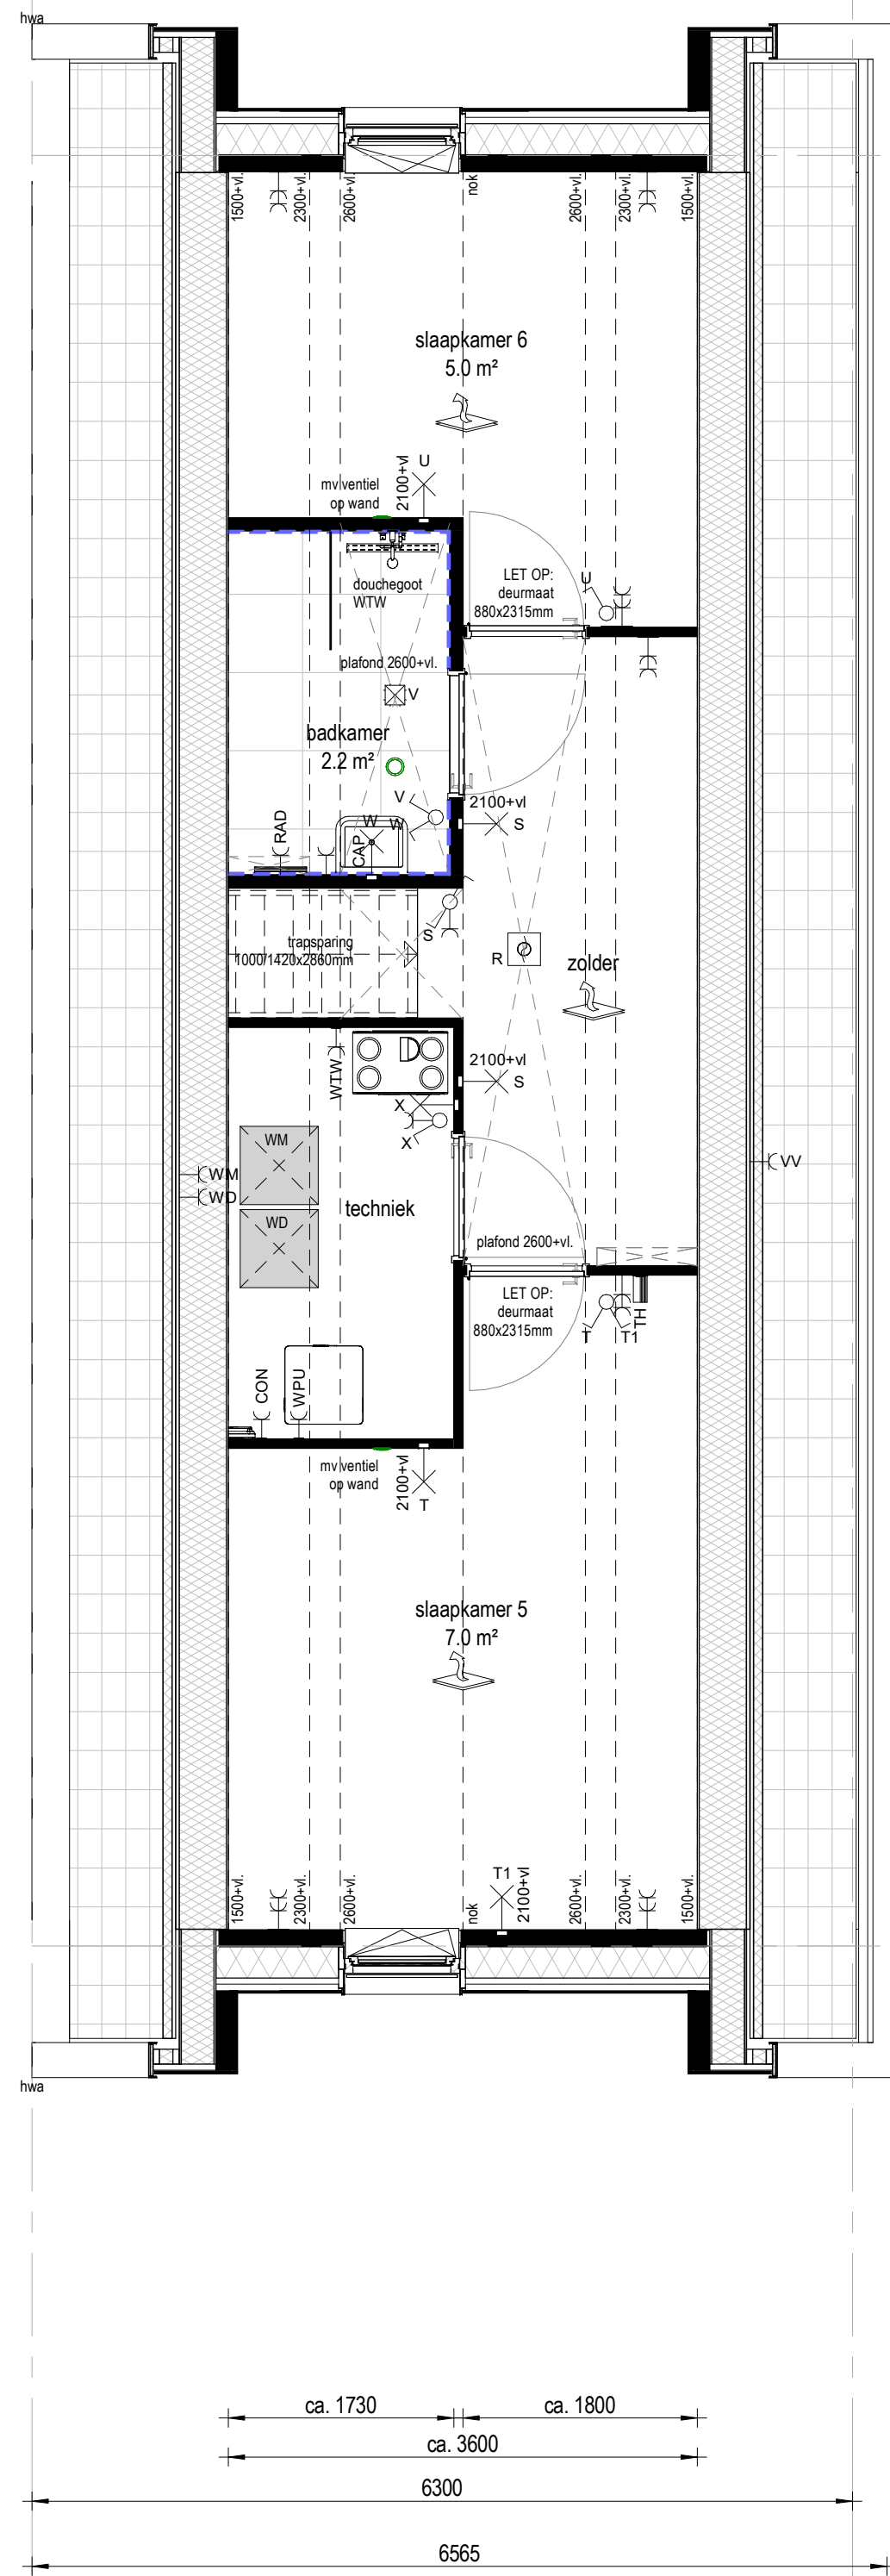 hwa
1500+vl.
2300+vl.
2600+vl.
nok
2600+vl.
2300+vl.
1500+vl.
slaapkamer 6
5.0 m²
U
2100+vl
mv ventiel
op wand
douchegoot
WTW
LET OP:
deurmaat
880x2315mm
U
plafond 2600+vl.
V
badkamer
2.2 m²
V
W
W
RAD
CAP
2100+vl
S
S
trapsparing
1000/1420x2860mm
R
zolder
WTW
2100+vl
S
X
X
WM
WM
WD
WD
techniek
VV
plafond 2600+vl.
LET OP:
deurmaat
880x2315mm
T
T1
TH
CON
WPU
mv ventiel
op wand
2100+vl
T
slaapkamer 5
7.0 m²
T1
2100+vl
1500+vl.
2300+vl.
2600+vl.
nok
2600+vl.
2300+vl.
1500+vl.
hwa
ca. 1730
ca. 1800
ca. 3600
6300
6565